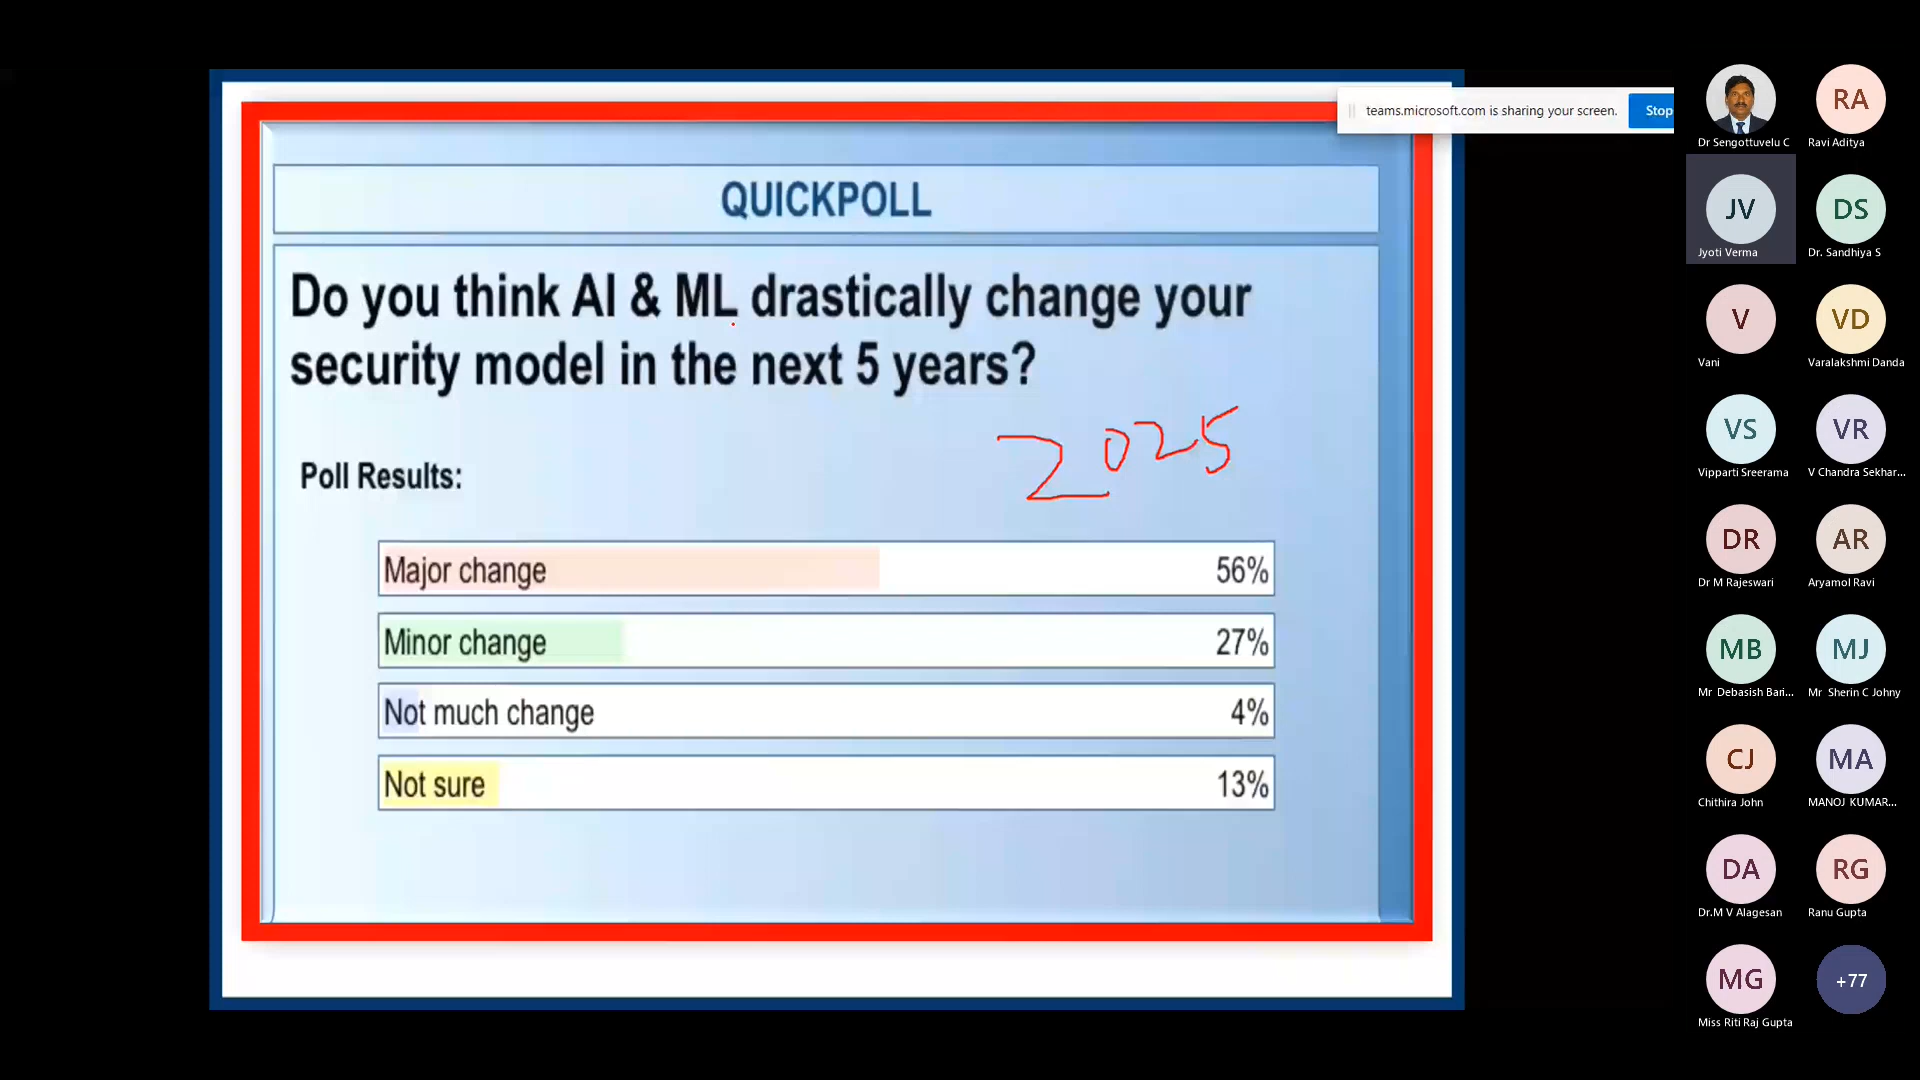 teams.microsoft.com is sharing your screen.
Stop
QUICKPOLL
Do you think AI & ML drastically change your
security model in the next 5 years?
2025
Poll Results:
Major change 56%
Minor change 27%
Not much change 4%
Not sure 13%
Dr Sengottuvelu C
RA
Ravi Aditya
JV
Jyoti Verma
DS
Dr. Sandhiya S
V
Vani
VD
Varalakshmi Danda
VS
Vipparti Sreerama
VR
V Chandra Sekhar...
DR
Dr M Rajeswari
AR
Aryamol Ravi
MB
Mr Debasish Bari...
MJ
Mr Sherin C Johny
CJ
Chithira John
MA
MANOJ KUMAR...
DA
Dr.M V Alagesan
RG
Ranu Gupta
MG
Miss Riti Raj Gupta
+77